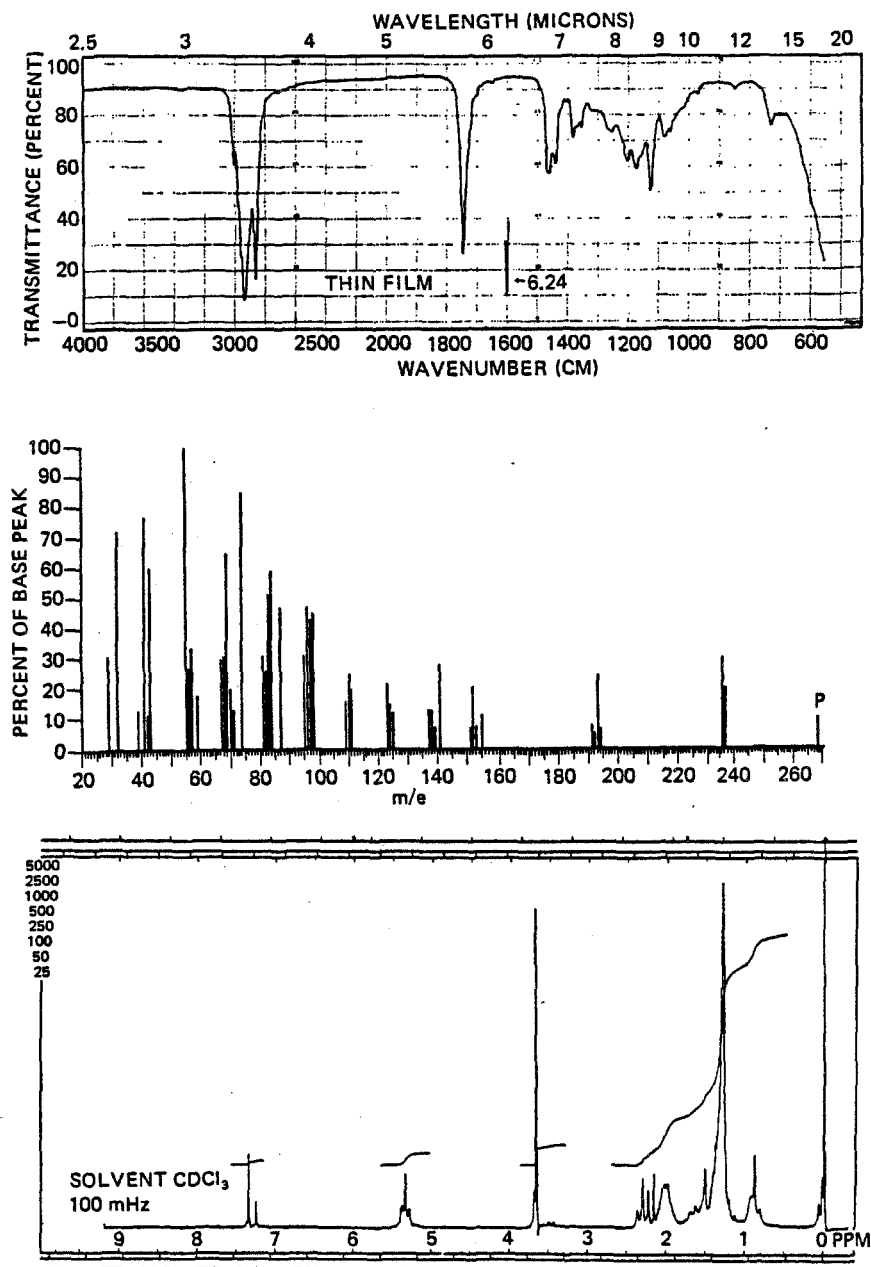 WAVELENGTH (MICRONS)
2.5 3 4 5 6 7 8 9 10 12 15 20
TRANSMITTANCE (PERCENT)
100
80
60
40
20
0
THIN FILM
←6.24
4000 3500 3000 2500 2000 1800 1600 1400 1200 1000 800 600
WAVENUMBER (CM)
PERCENT OF BASE PEAK
100
90
80
70
60
50
40
30
20
10
0
P
20 40 60 80 100 120 140 160 180 200 220 240 260
m/e
5000
2500
1000
500
250
100
50
25
SOLVENT CDCl₃
100 mHz
9 8 7 6 5 4 3 2 1 0 PPM